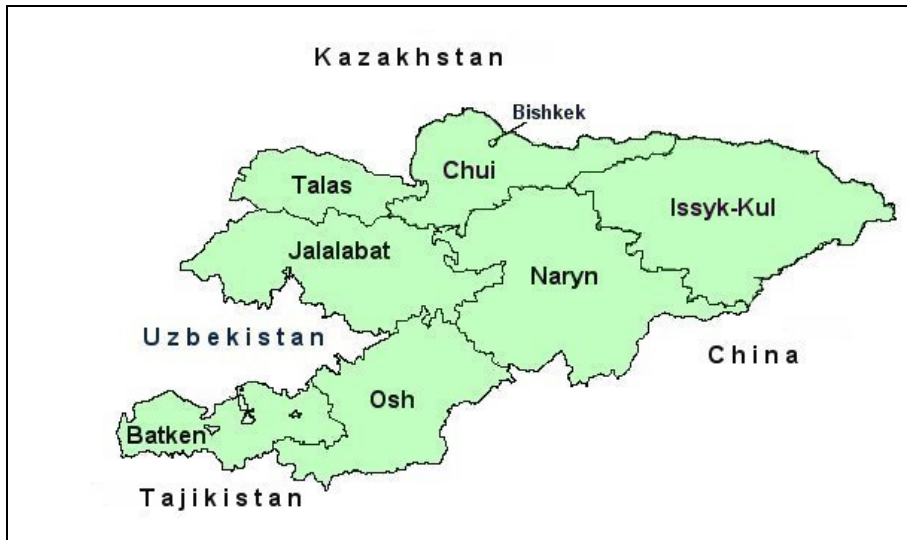 Kazakhstan
Bishkek
Chui
Talas
Issyk-Kul
Jalalabat
Naryn
Uzbekistan
China
Osh
Batken
Tajikistan